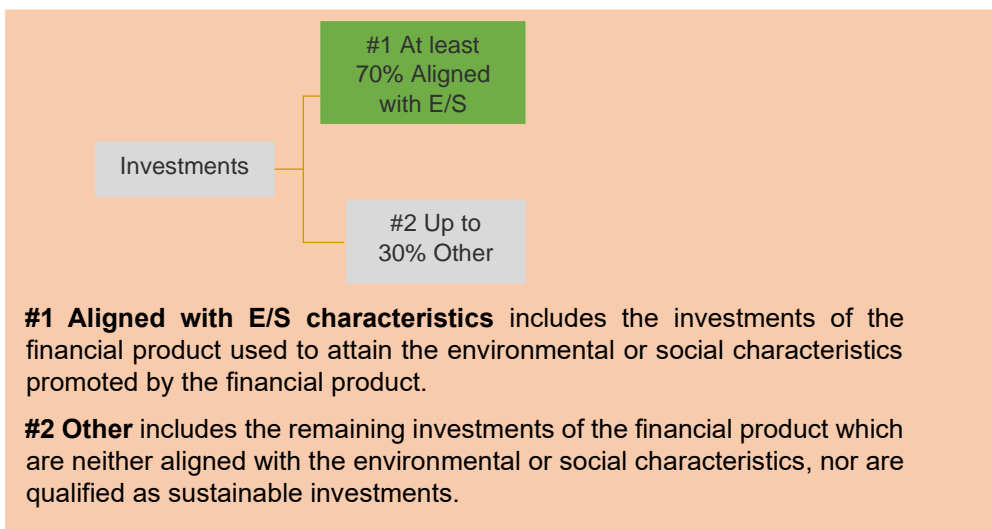 #1 At least
70% Aligned
with E/S
Investments
#2 Up to
30% Other
#1 Aligned with E/S characteristics includes the investments of the
financial product used to attain the environmental or social characteristics
promoted by the financial product.
#2 Other includes the remaining investments of the financial product which
are neither aligned with the environmental or social characteristics, nor are
qualified as sustainable investments.